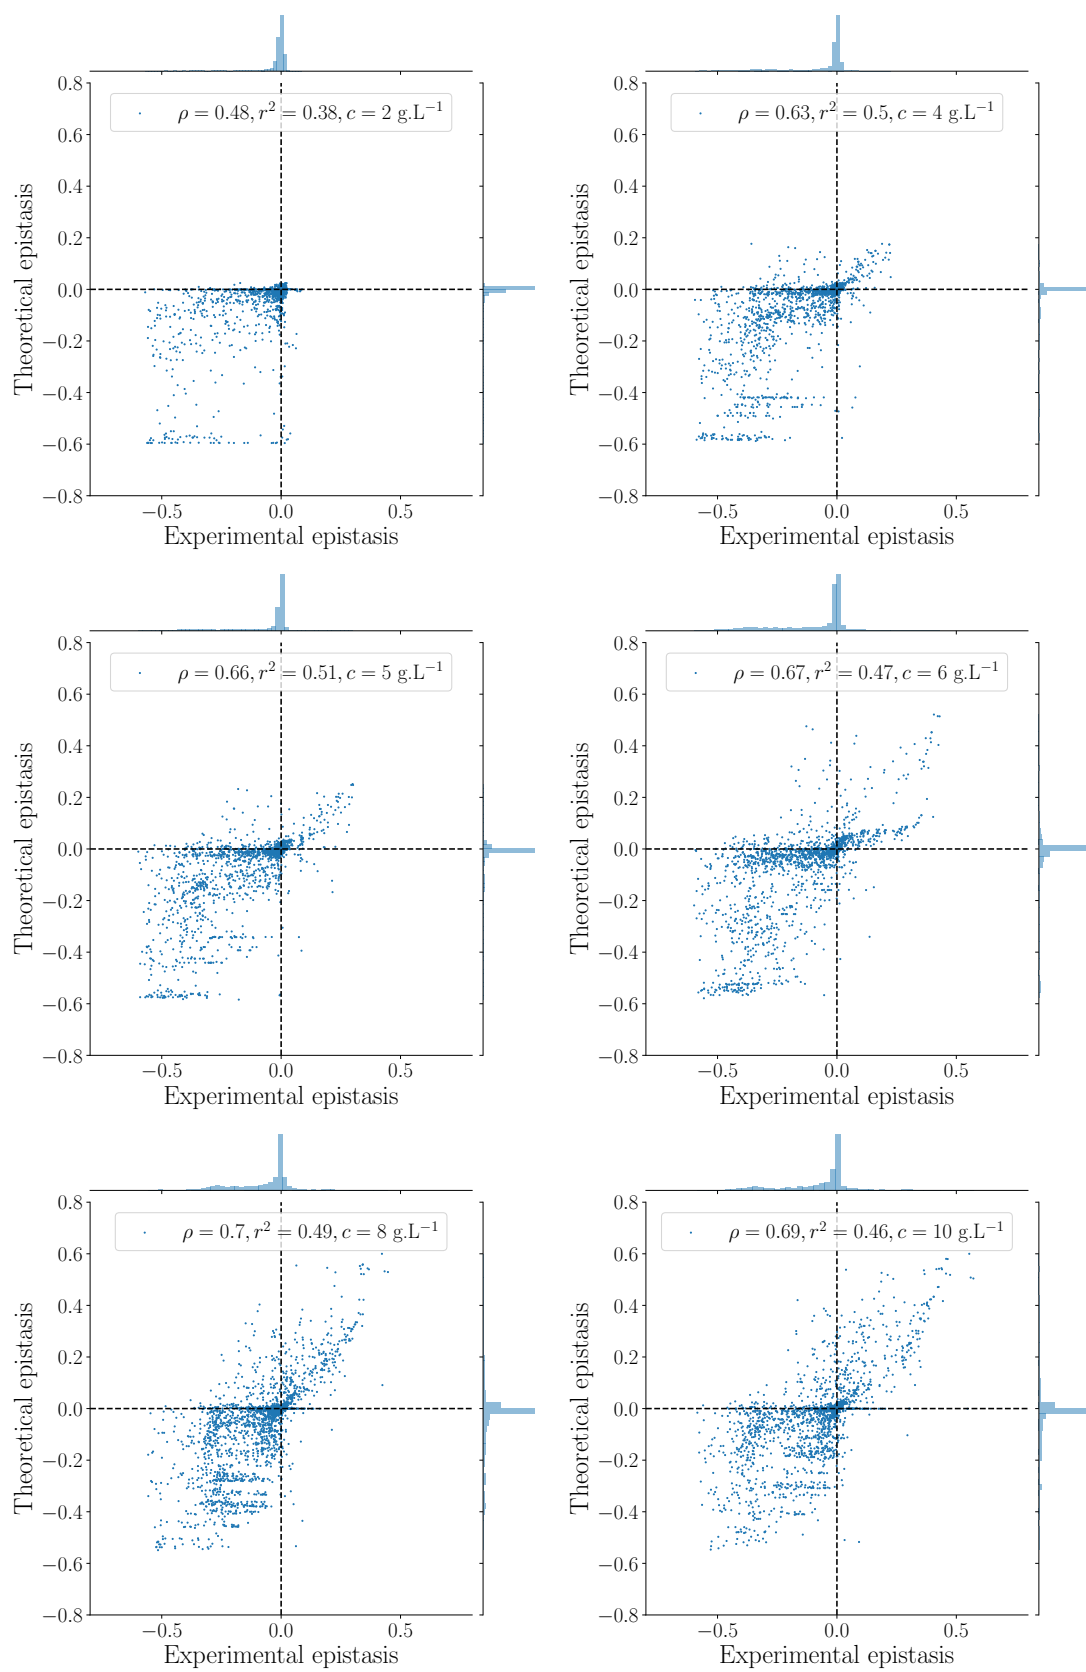 ρ = 0.48, r² = 0.38, c = 2 g.L⁻¹
0.8
0.6
0.4
0.2
0.0
−0.2
−0.4
−0.6
−0.8
Theoretical epistasis
−0.5 0.0 0.5
Experimental epistasis
ρ = 0.63, r² = 0.5, c = 4 g.L⁻¹
0.8
0.6
0.4
0.2
0.0
−0.2
−0.4
−0.6
−0.8
Theoretical epistasis
−0.5 0.0 0.5
Experimental epistasis
ρ = 0.66, r² = 0.51, c = 5 g.L⁻¹
0.8
0.6
0.4
0.2
0.0
−0.2
−0.4
−0.6
−0.8
Theoretical epistasis
−0.5 0.0 0.5
Experimental epistasis
ρ = 0.67, r² = 0.47, c = 6 g.L⁻¹
0.8
0.6
0.4
0.2
0.0
−0.2
−0.4
−0.6
−0.8
Theoretical epistasis
−0.5 0.0 0.5
Experimental epistasis
ρ = 0.7, r² = 0.49, c = 8 g.L⁻¹
0.8
0.6
0.4
0.2
0.0
−0.2
−0.4
−0.6
−0.8
Theoretical epistasis
−0.5 0.0 0.5
Experimental epistasis
ρ = 0.69, r² = 0.46, c = 10 g.L⁻¹
0.8
0.6
0.4
0.2
0.0
−0.2
−0.4
−0.6
−0.8
Theoretical epistasis
−0.5 0.0 0.5
Experimental epistasis